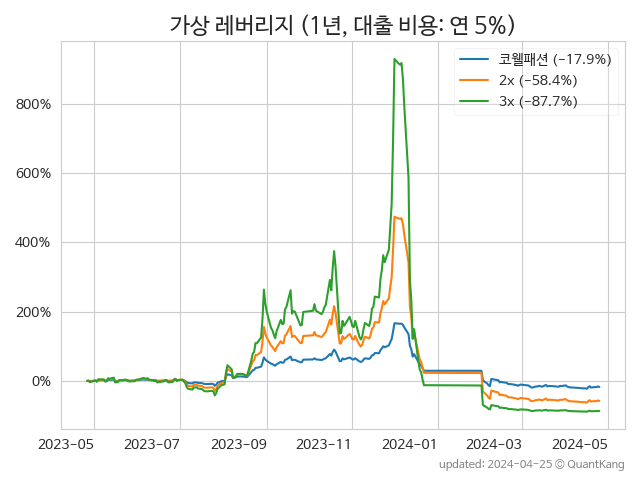 가상 레버리지 (1년, 대출 비용: 연 5%)
코웰패션 (-17.9%)
2x (-58.4%)
3x (-87.7%)
800%
600%
400%
200%
0%
2023-05 2023-07 2023-09 2023-11 2024-01 2024-03 2024-05
updated: 2024-04-25 © QuantKang